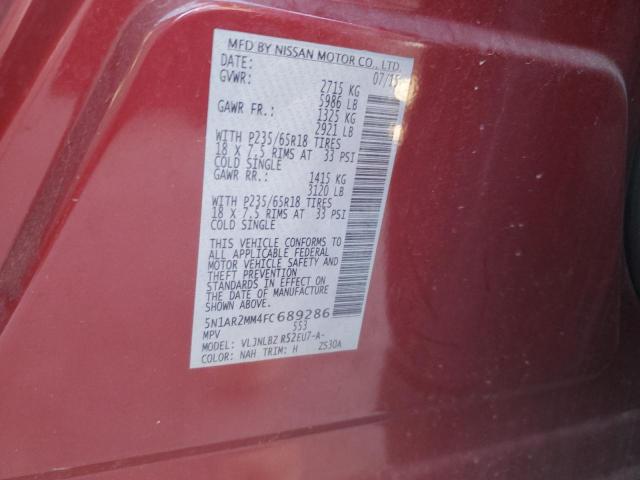 MFD BY NISSAN MOTOR CO., LTD.
DATE: 07/15
GVWR: 2715 KG
5986 LB
GAWR FR.: 1325 KG
2921 LB
WITH P235/65R18 TIRES
18 X 7.5 RIMS AT 33 PSI
COLD SINGLE
GAWR RR.: 1415 KG
3120 LB
WITH P235/65R18 TIRES
18 X 7.5 RIMS AT 33 PSI
COLD SINGLE
THIS VEHICLE CONFORMS TO
ALL APPLICABLE FEDERAL
MOTOR VEHICLE SAFETY AND
THEFT PREVENTION
STANDARDS IN EFFECT ON
THE DATE OF MANUFACTURE
SHOWN ABOVE.
5N1AR2MM4FC689286
MPV 553
MODEL: VLJNLBZ R52EU7-A-
COLOR: NAH TRIM: H ZS30A